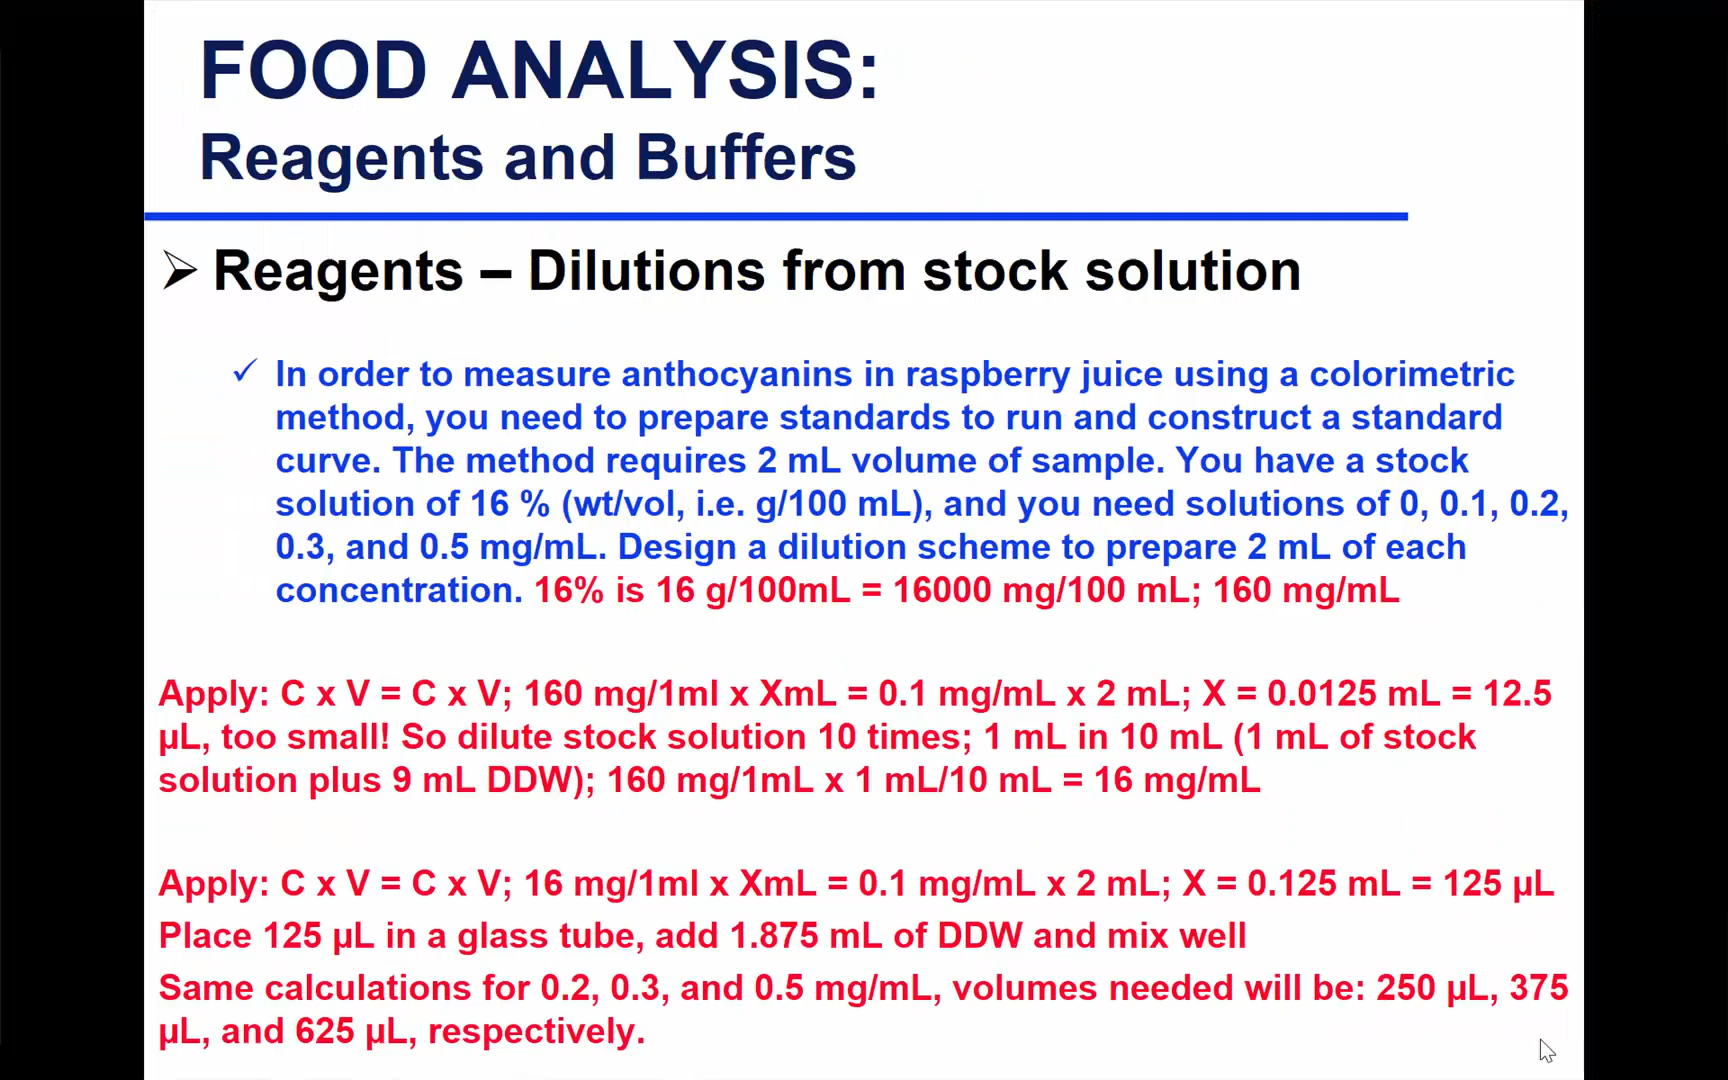 FOOD ANALYSIS:
Reagents and Buffers
➢ Reagents – Dilutions from stock solution
✓ In order to measure anthocyanins in raspberry juice using a colorimetric
method, you need to prepare standards to run and construct a standard
curve. The method requires 2 mL volume of sample. You have a stock
solution of 16 % (wt/vol, i.e. g/100 mL), and you need solutions of 0, 0.1, 0.2,
0.3, and 0.5 mg/mL. Design a dilution scheme to prepare 2 mL of each
concentration. 16% is 16 g/100mL = 16000 mg/100 mL; 160 mg/mL
Apply: C x V = C x V; 160 mg/1ml x XmL = 0.1 mg/mL x 2 mL; X = 0.0125 mL = 12.5
µL, too small! So dilute stock solution 10 times; 1 mL in 10 mL (1 mL of stock
solution plus 9 mL DDW); 160 mg/1mL x 1 mL/10 mL = 16 mg/mL
Apply: C x V = C x V; 16 mg/1ml x XmL = 0.1 mg/mL x 2 mL; X = 0.125 mL = 125 µL
Place 125 µL in a glass tube, add 1.875 mL of DDW and mix well
Same calculations for 0.2, 0.3, and 0.5 mg/mL, volumes needed will be: 250 µL, 375
µL, and 625 µL, respectively.